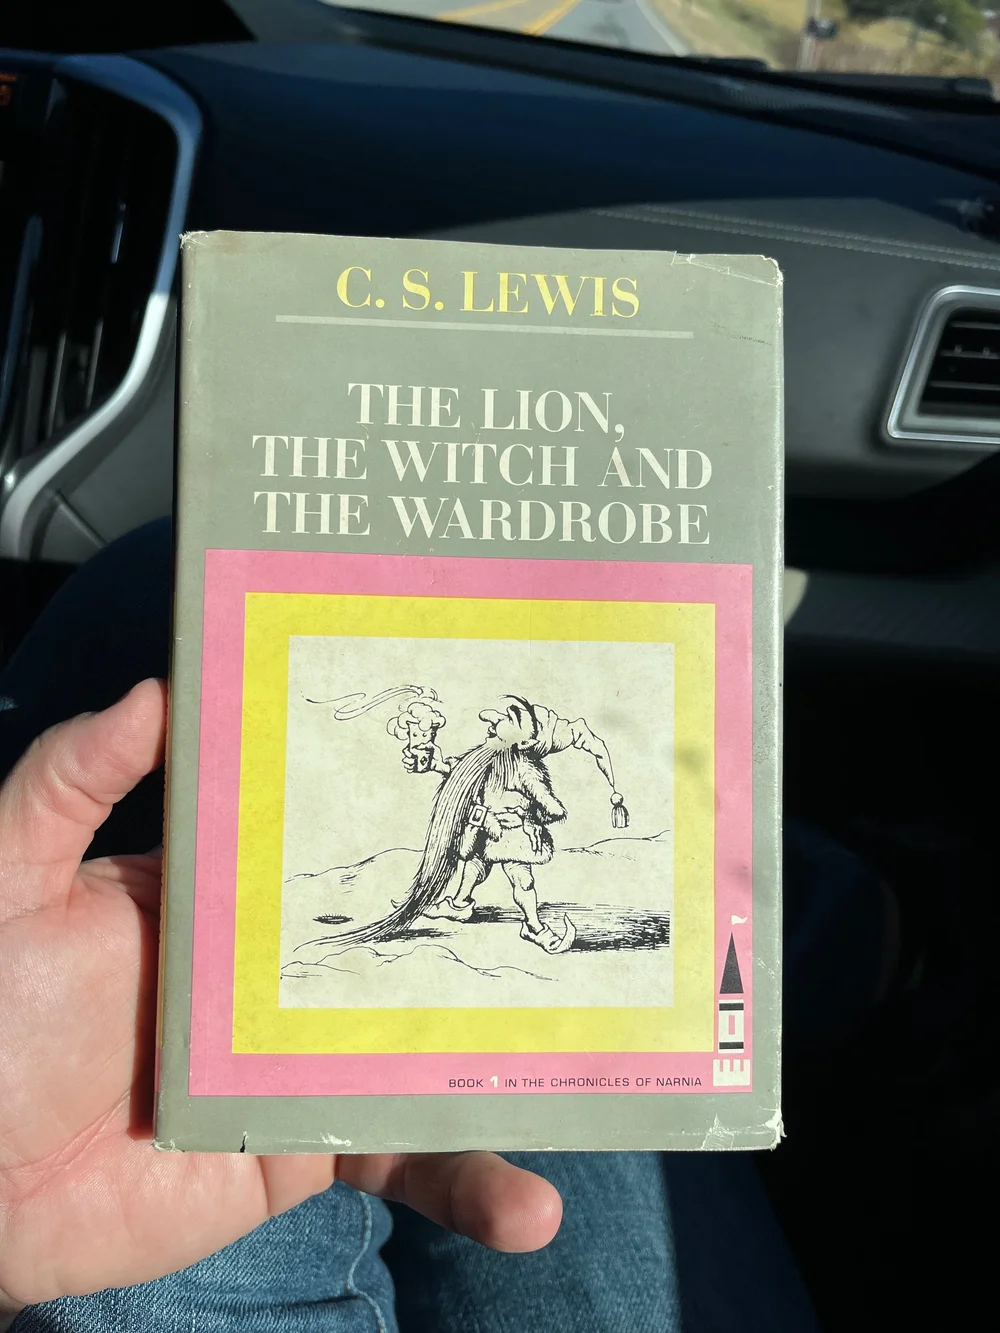 C. S. LEWIS
THE LION,
THE WITCH AND
THE WARDROBE
BOOK 1 IN THE CHRONICLES OF NARNIA